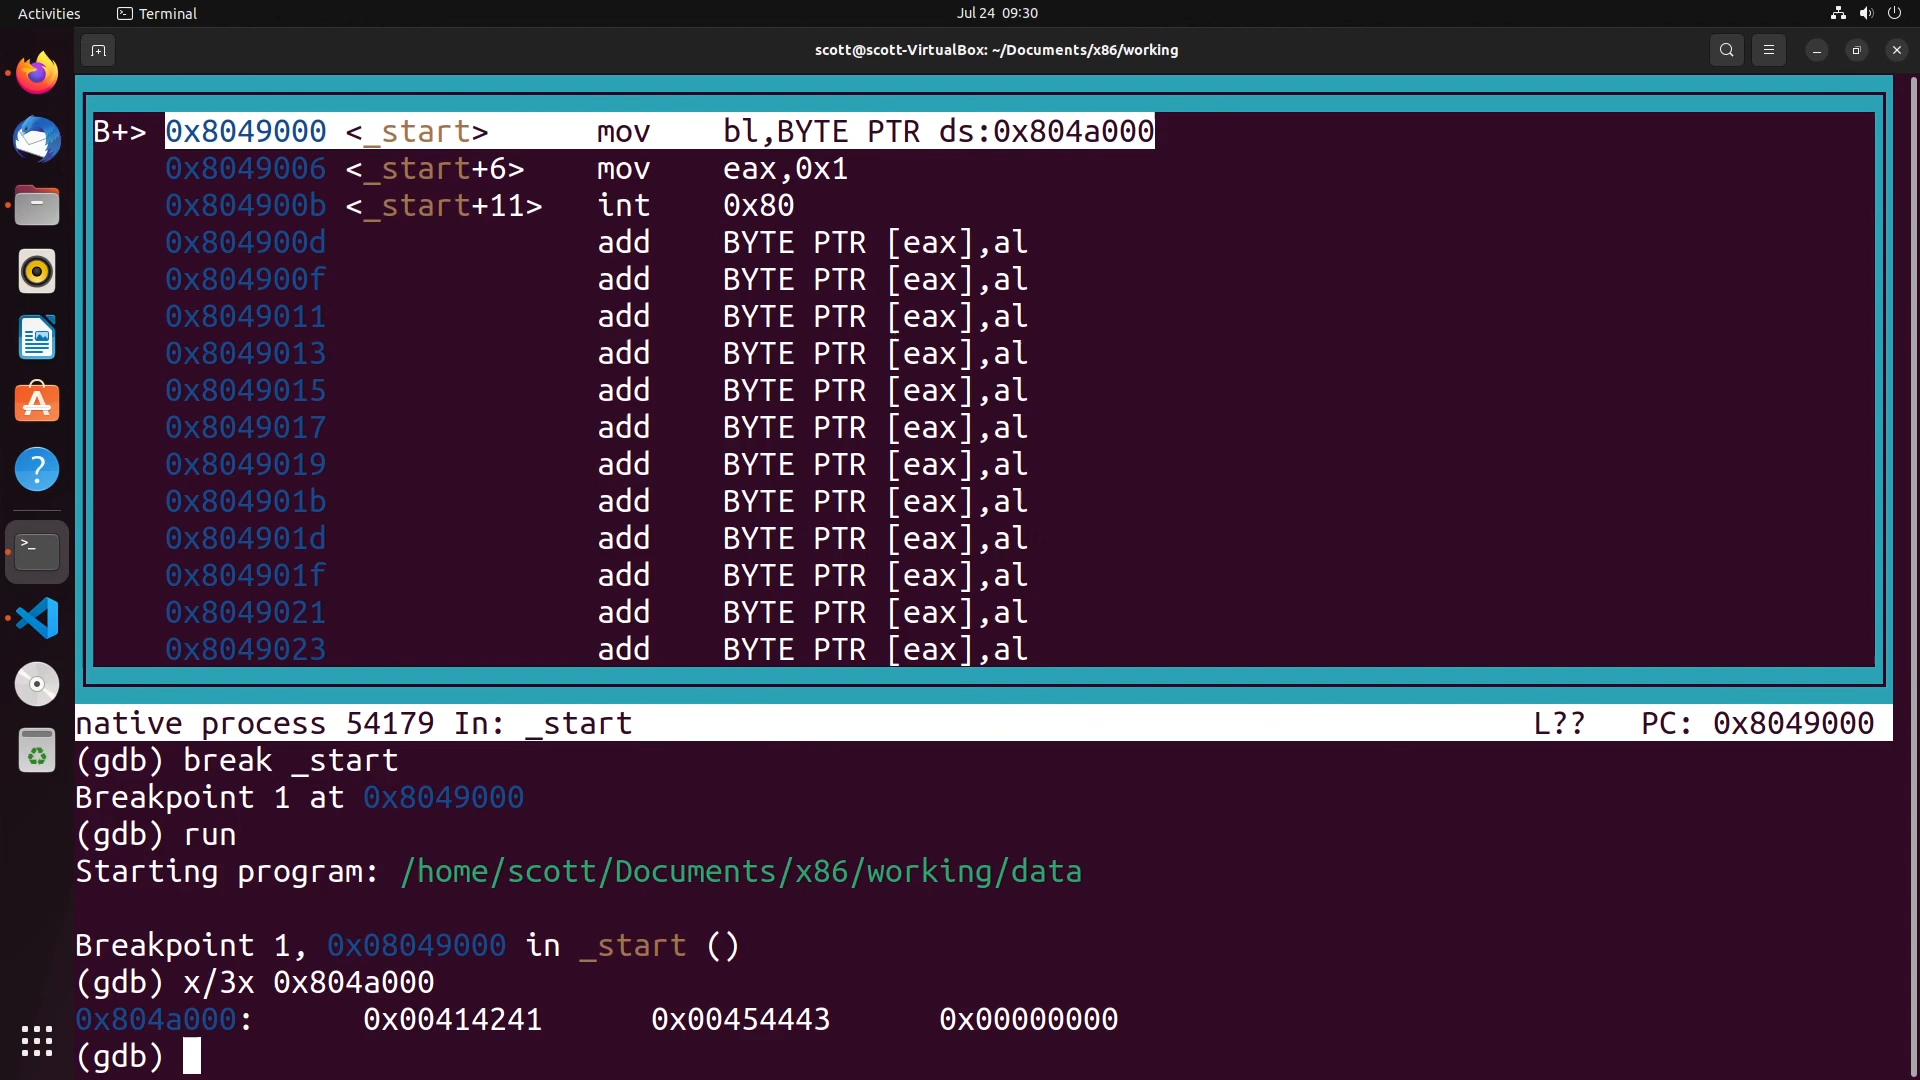 Activities Terminal Jul 24 09:30
scott@scott-VirtualBox: ~/Documents/x86/working
B+> 0x8049000 <_start> mov bl,BYTE PTR ds:0x804a000
0x8049006 <_start+6> mov eax,0x1
0x804900b <_start+11> int 0x80
0x804900d add BYTE PTR [eax],al
0x804900f add BYTE PTR [eax],al
0x8049011 add BYTE PTR [eax],al
0x8049013 add BYTE PTR [eax],al
0x8049015 add BYTE PTR [eax],al
0x8049017 add BYTE PTR [eax],al
0x8049019 add BYTE PTR [eax],al
0x804901b add BYTE PTR [eax],al
0x804901d add BYTE PTR [eax],al
0x804901f add BYTE PTR [eax],al
0x8049021 add BYTE PTR [eax],al
0x8049023 add BYTE PTR [eax],al
native process 54179 In: _start L?? PC: 0x8049000
(gdb) break _start
Breakpoint 1 at 0x8049000
(gdb) run
Starting program: /home/scott/Documents/x86/working/data
Breakpoint 1, 0x08049000 in _start ()
(gdb) x/3x 0x804a000
0x804a000: 0x00414241 0x00454443 0x00000000
(gdb)